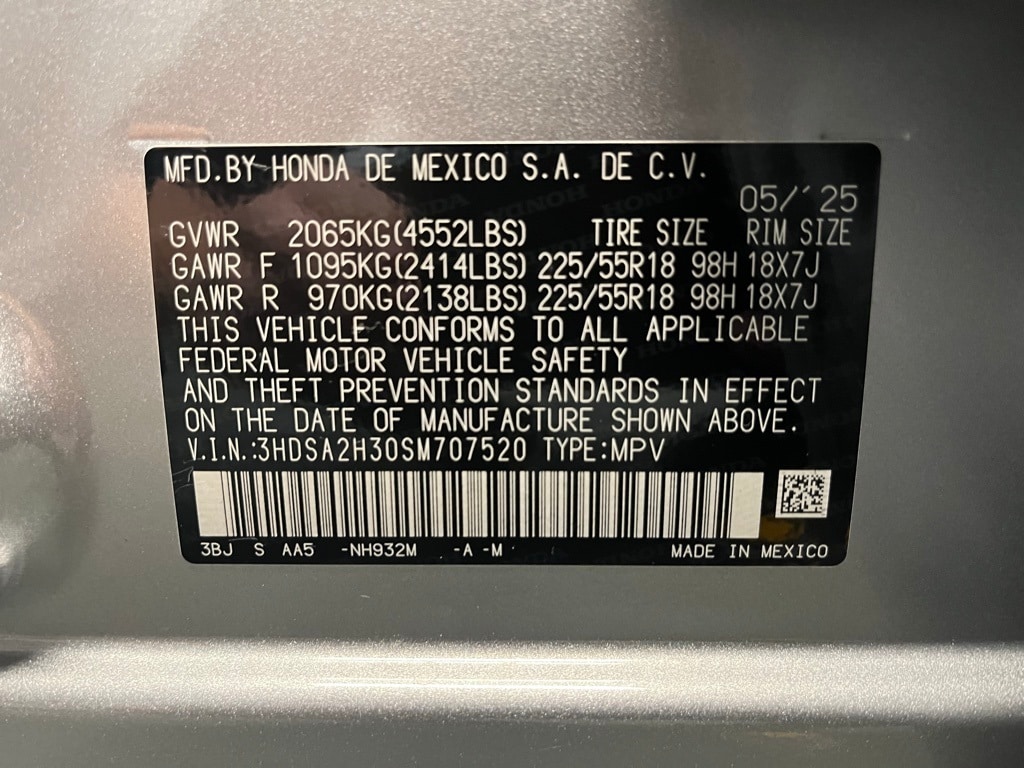 MFD.BY HONDA DE MEXICO S.A. DE C.V.
05/'25
GVWR 2065KG(4552LBS) TIRE SIZE RIM SIZE
GAWR F 1095KG(2414LBS) 225/55R18 98H 18X7J
GAWR R 970KG(2138LBS) 225/55R18 98H 18X7J
THIS VEHICLE CONFORMS TO ALL APPLICABLE
FEDERAL MOTOR VEHICLE SAFETY
AND THEFT PREVENTION STANDARDS IN EFFECT
ON THE DATE OF MANUFACTURE SHOWN ABOVE.
V.I.N.:3HDSA2H30SM707520 TYPE:MPV
3BJ S AA5 -NH932M -A -M MADE IN MEXICO